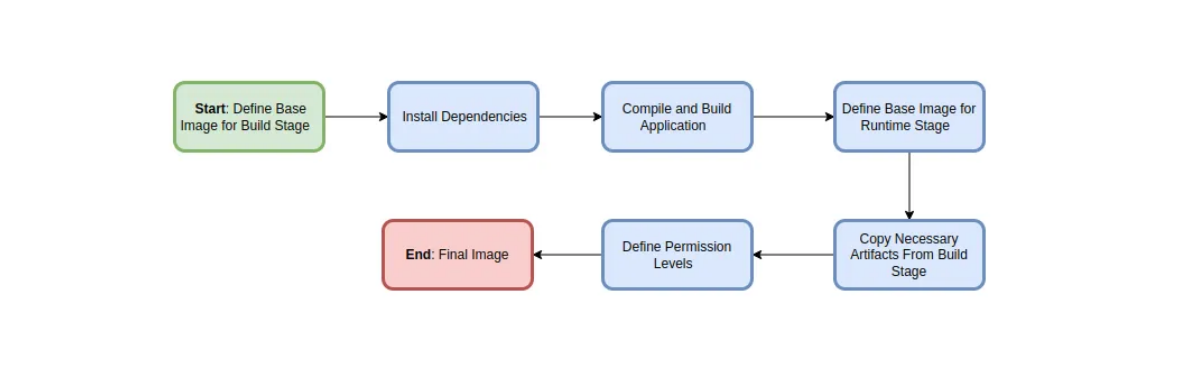 Start: Define Base
Image for Build Stage
Install Dependencies
Compile and Build
Application
Define Base Image for
Runtime Stage
Copy Necessary
Artifacts From Build
Stage
Define Permission
Levels
End: Final Image